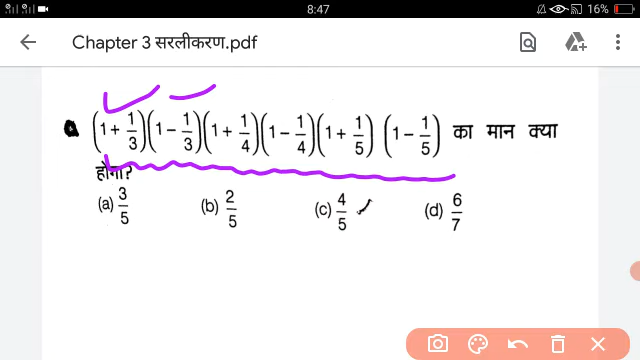 8:47
16%
Chapter 3 सरलीकरण.pdf
(1 + 1/3)(1 − 1/3)(1 + 1/4)(1 − 1/4)(1 + 1/5) (1 − 1/5) का मान क्या
होगा?
(a) 3/5 (b) 2/5 (c) 4/5 (d) 6/7